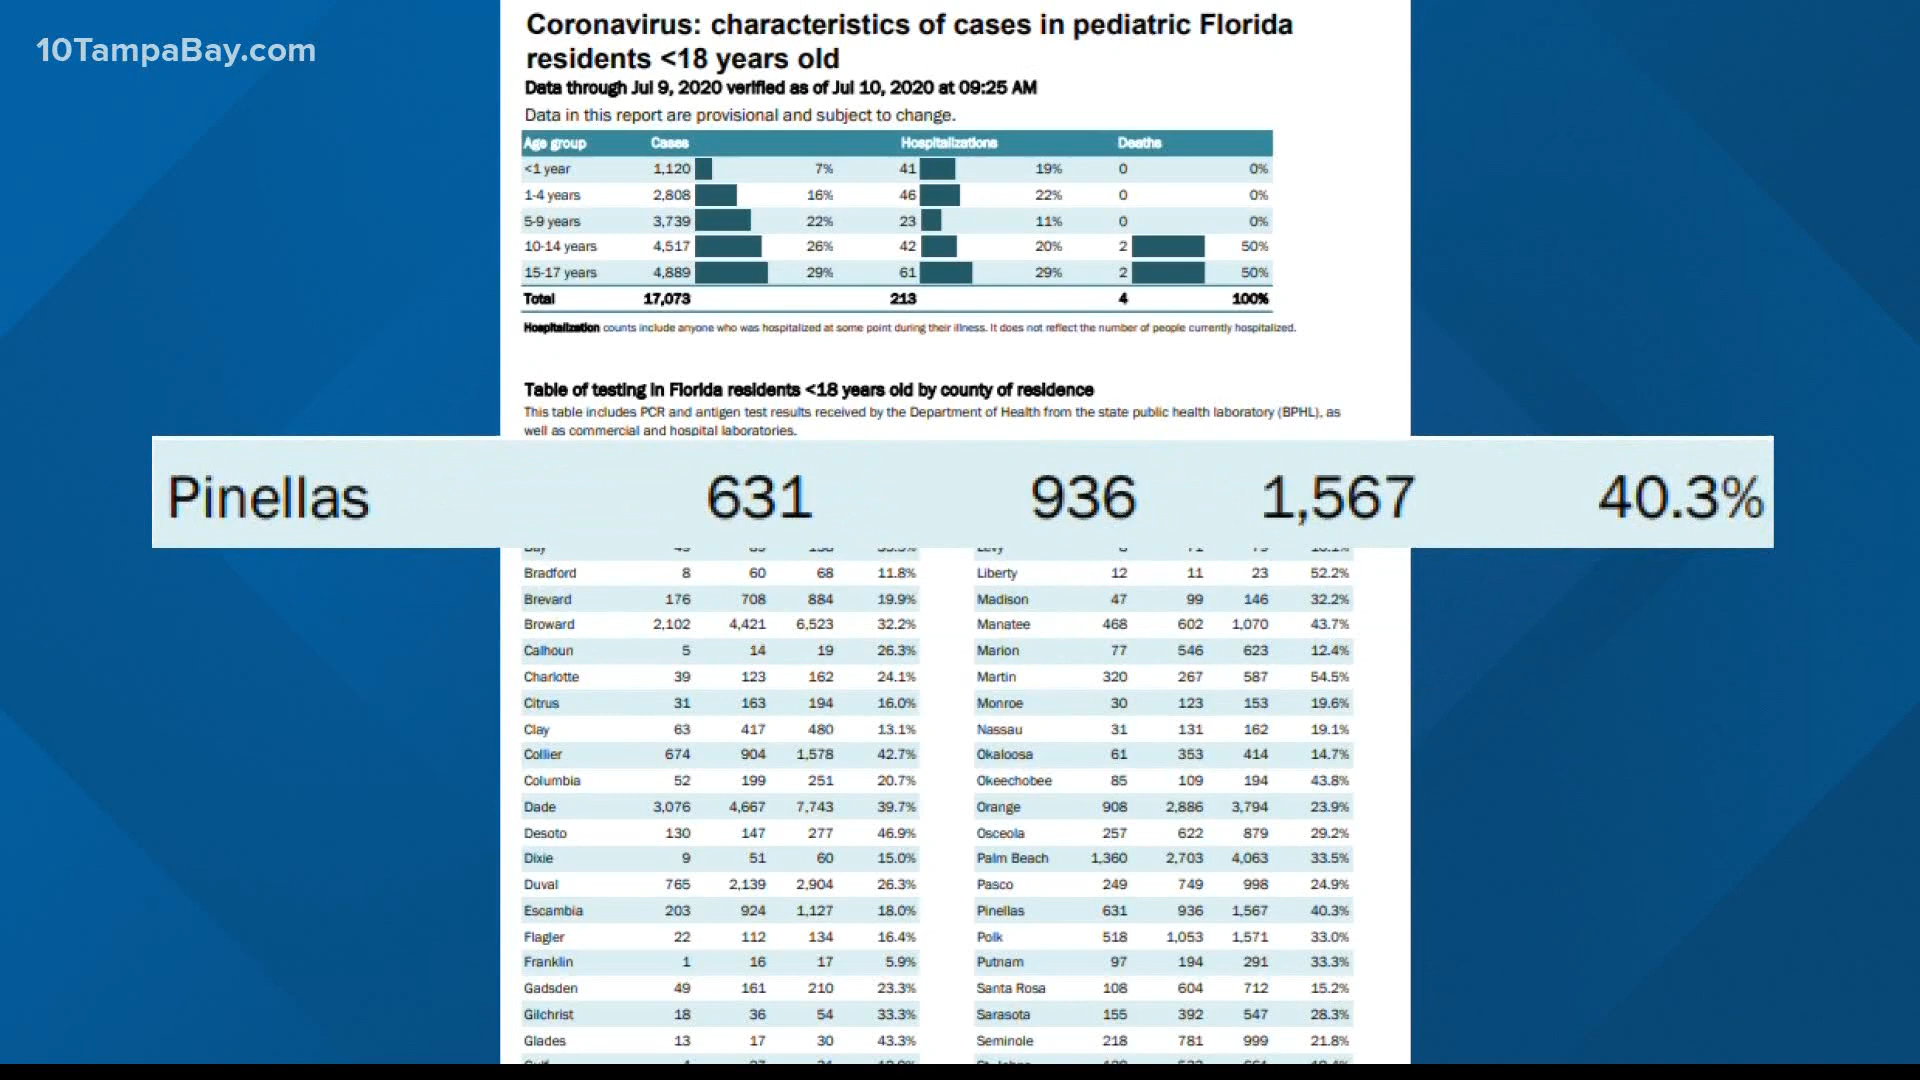 10TampaBay.com
Coronavirus: characteristics of cases in pediatric Florida
residents <18 years old
Data through Jul 9, 2020 verified as of Jul 10, 2020 at 09:25 AM
Data in this report are provisional and subject to change.
Age group Cases Hospitalizations Deaths
<1 year 1,120 7% 41 19% 0 0%
1-4 years 2,808 16% 46 22% 0 0%
5-9 years 3,739 22% 23 11% 0 0%
10-14 years 4,517 26% 42 20% 2 50%
15-17 years 4,889 29% 61 29% 2 50%
Total 17,073 213 4 100%
Hospitalization counts include anyone who was hospitalized at some point during their illness. It does not reflect the number of people currently hospitalized.
Table of testing in Florida residents <18 years old by county of residence
This table includes PCR and antigen test results received by the Department of Health from the state public health laboratory (BPHL), as
well as commercial and hospital laboratories.
Pinellas 631 936 1,567 40.3%
Bradford 8 60 68 11.8% Liberty 12 11 23 52.2%
Brevard 176 708 884 19.9% Madison 47 99 146 32.2%
Broward 2,102 4,421 6,523 32.2% Manatee 468 602 1,070 43.7%
Calhoun 5 14 19 26.3% Marion 77 546 623 12.4%
Charlotte 39 123 162 24.1% Martin 320 267 587 54.5%
Citrus 31 163 194 16.0% Monroe 30 123 153 19.6%
Clay 63 417 480 13.1% Nassau 31 131 162 19.1%
Collier 674 904 1,578 42.7% Okaloosa 61 353 414 14.7%
Columbia 52 199 251 20.7% Okeechobee 85 109 194 43.8%
Dade 3,076 4,667 7,743 39.7% Orange 908 2,886 3,794 23.9%
Desoto 130 147 277 46.9% Osceola 257 622 879 29.2%
Dixie 9 51 60 15.0% Palm Beach 1,360 2,703 4,063 33.5%
Duval 765 2,139 2,904 26.3% Pasco 249 749 998 24.9%
Escambia 203 924 1,127 18.0% Pinellas 631 936 1,567 40.3%
Flagler 22 112 134 16.4% Polk 518 1,053 1,571 33.0%
Franklin 1 16 17 5.9% Putnam 97 194 291 33.3%
Gadsden 49 161 210 23.3% Santa Rosa 108 604 712 15.2%
Gilchrist 18 36 54 33.3% Sarasota 155 392 547 28.3%
Glades 13 17 30 43.3% Seminole 218 781 999 21.8%